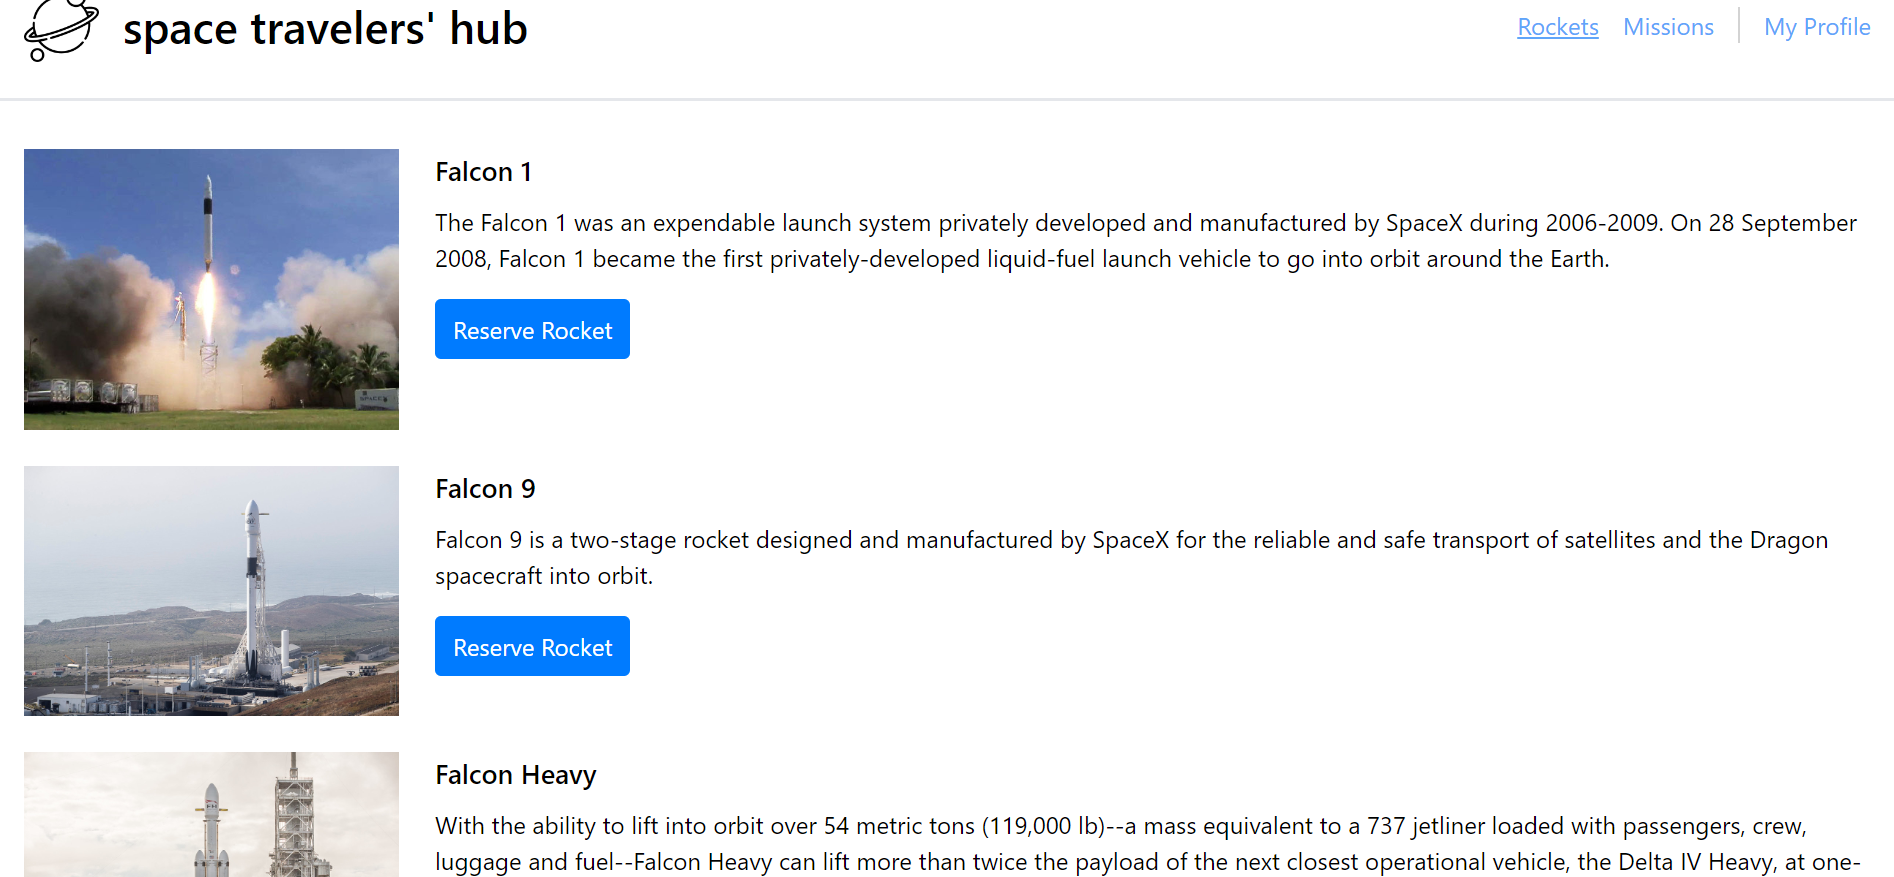 space travelers' hub
Rockets Missions My Profile
Falcon 1
The Falcon 1 was an expendable launch system privately developed and manufactured by SpaceX during 2006-2009. On 28 September
2008, Falcon 1 became the first privately-developed liquid-fuel launch vehicle to go into orbit around the Earth.
Reserve Rocket
Falcon 9
Falcon 9 is a two-stage rocket designed and manufactured by SpaceX for the reliable and safe transport of satellites and the Dragon
spacecraft into orbit.
Reserve Rocket
Falcon Heavy
With the ability to lift into orbit over 54 metric tons (119,000 lb)--a mass equivalent to a 737 jetliner loaded with passengers, crew,
luggage and fuel--Falcon Heavy can lift more than twice the payload of the next closest operational vehicle, the Delta IV Heavy, at one-